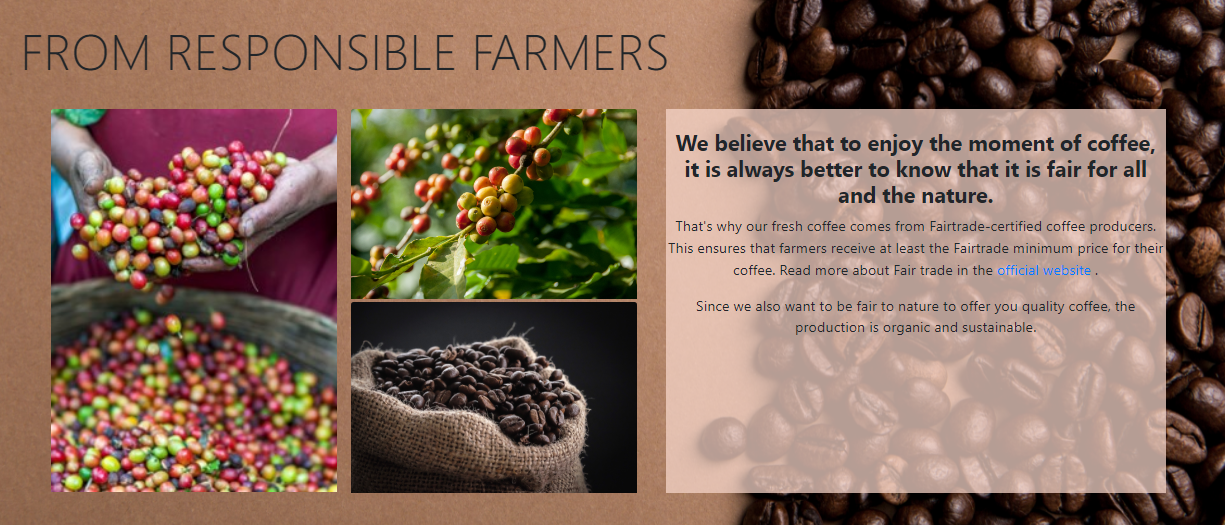 FROM RESPONSIBLE FARMERS
We believe that to enjoy the moment of coffee,
it is always better to know that it is fair for all
and the nature.
That's why our fresh coffee comes from Fairtrade-certified coffee producers.
This ensures that farmers receive at least the Fairtrade minimum price for their
coffee. Read more about Fair trade in the official website .
Since we also want to be fair to nature to offer you quality coffee, the
production is organic and sustainable.